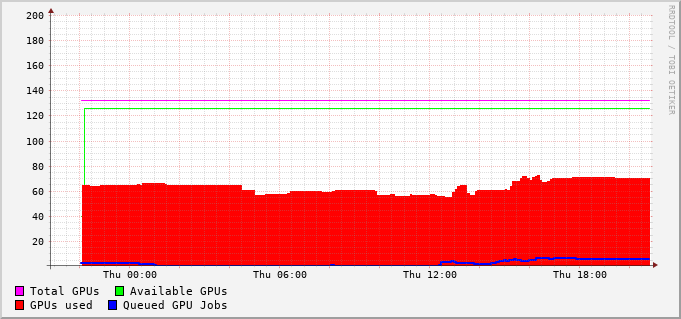 200
180
160
140
120
100
80
60
40
20
Thu 00:00 Thu 06:00 Thu 12:00 Thu 18:00
Total GPUs Available GPUs
GPUs used Queued GPU Jobs
RRDTOOL / TOBI OETIKER